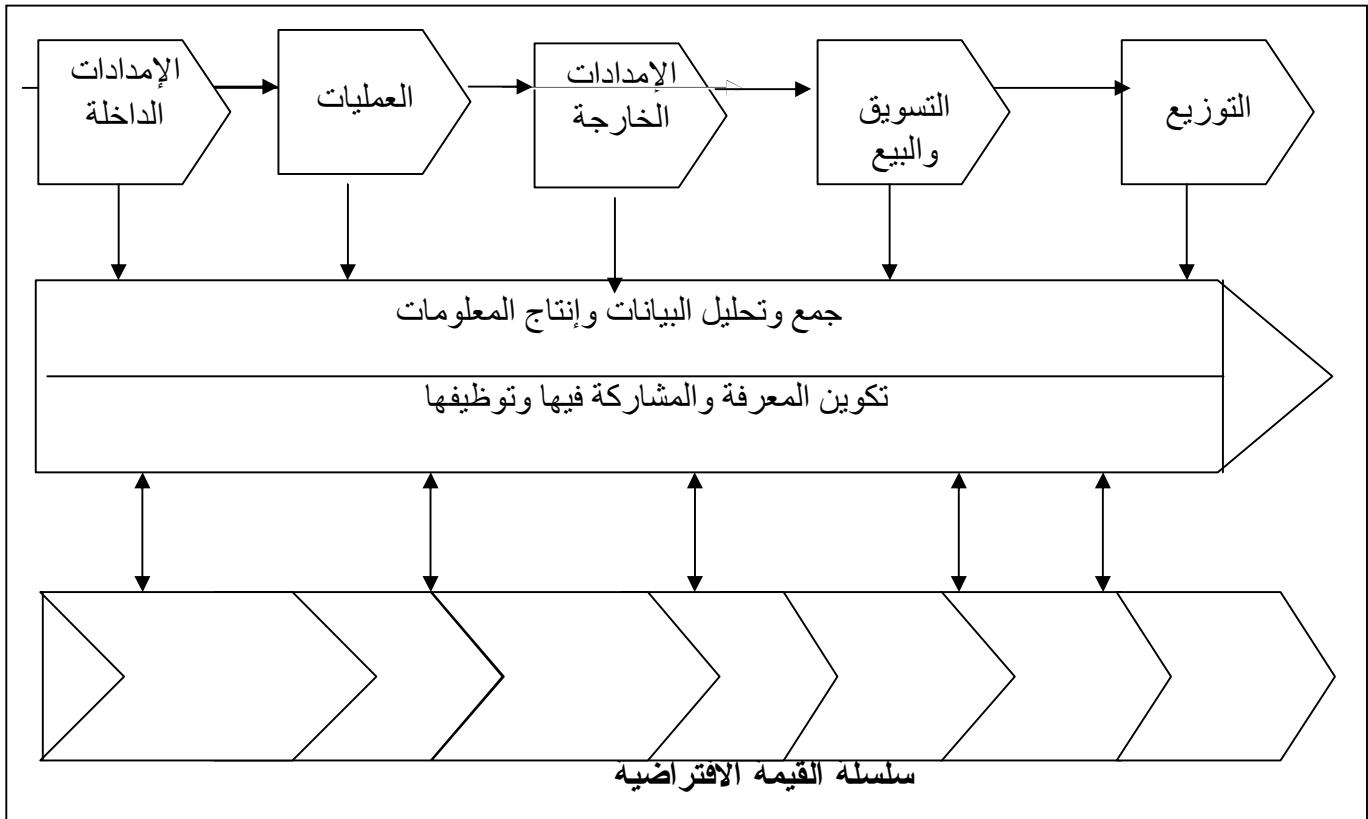 الإمدادات
الداخلة
العمليات
الإمدادات
الخارجة
التسويق
والبيع
التوزيع
جمع وتحليل البيانات وإنتاج المعلومات
تكوين المعرفة والمشاركة فيها وتوظيفها
سلسلة القيمة الافتراضية